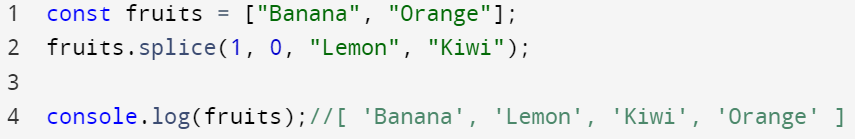 1 const fruits = ["Banana", "Orange"];
2 fruits.splice(1, 0, "Lemon", "Kiwi");
3
4 console.log(fruits);//[ 'Banana', 'Lemon', 'Kiwi', 'Orange' ]